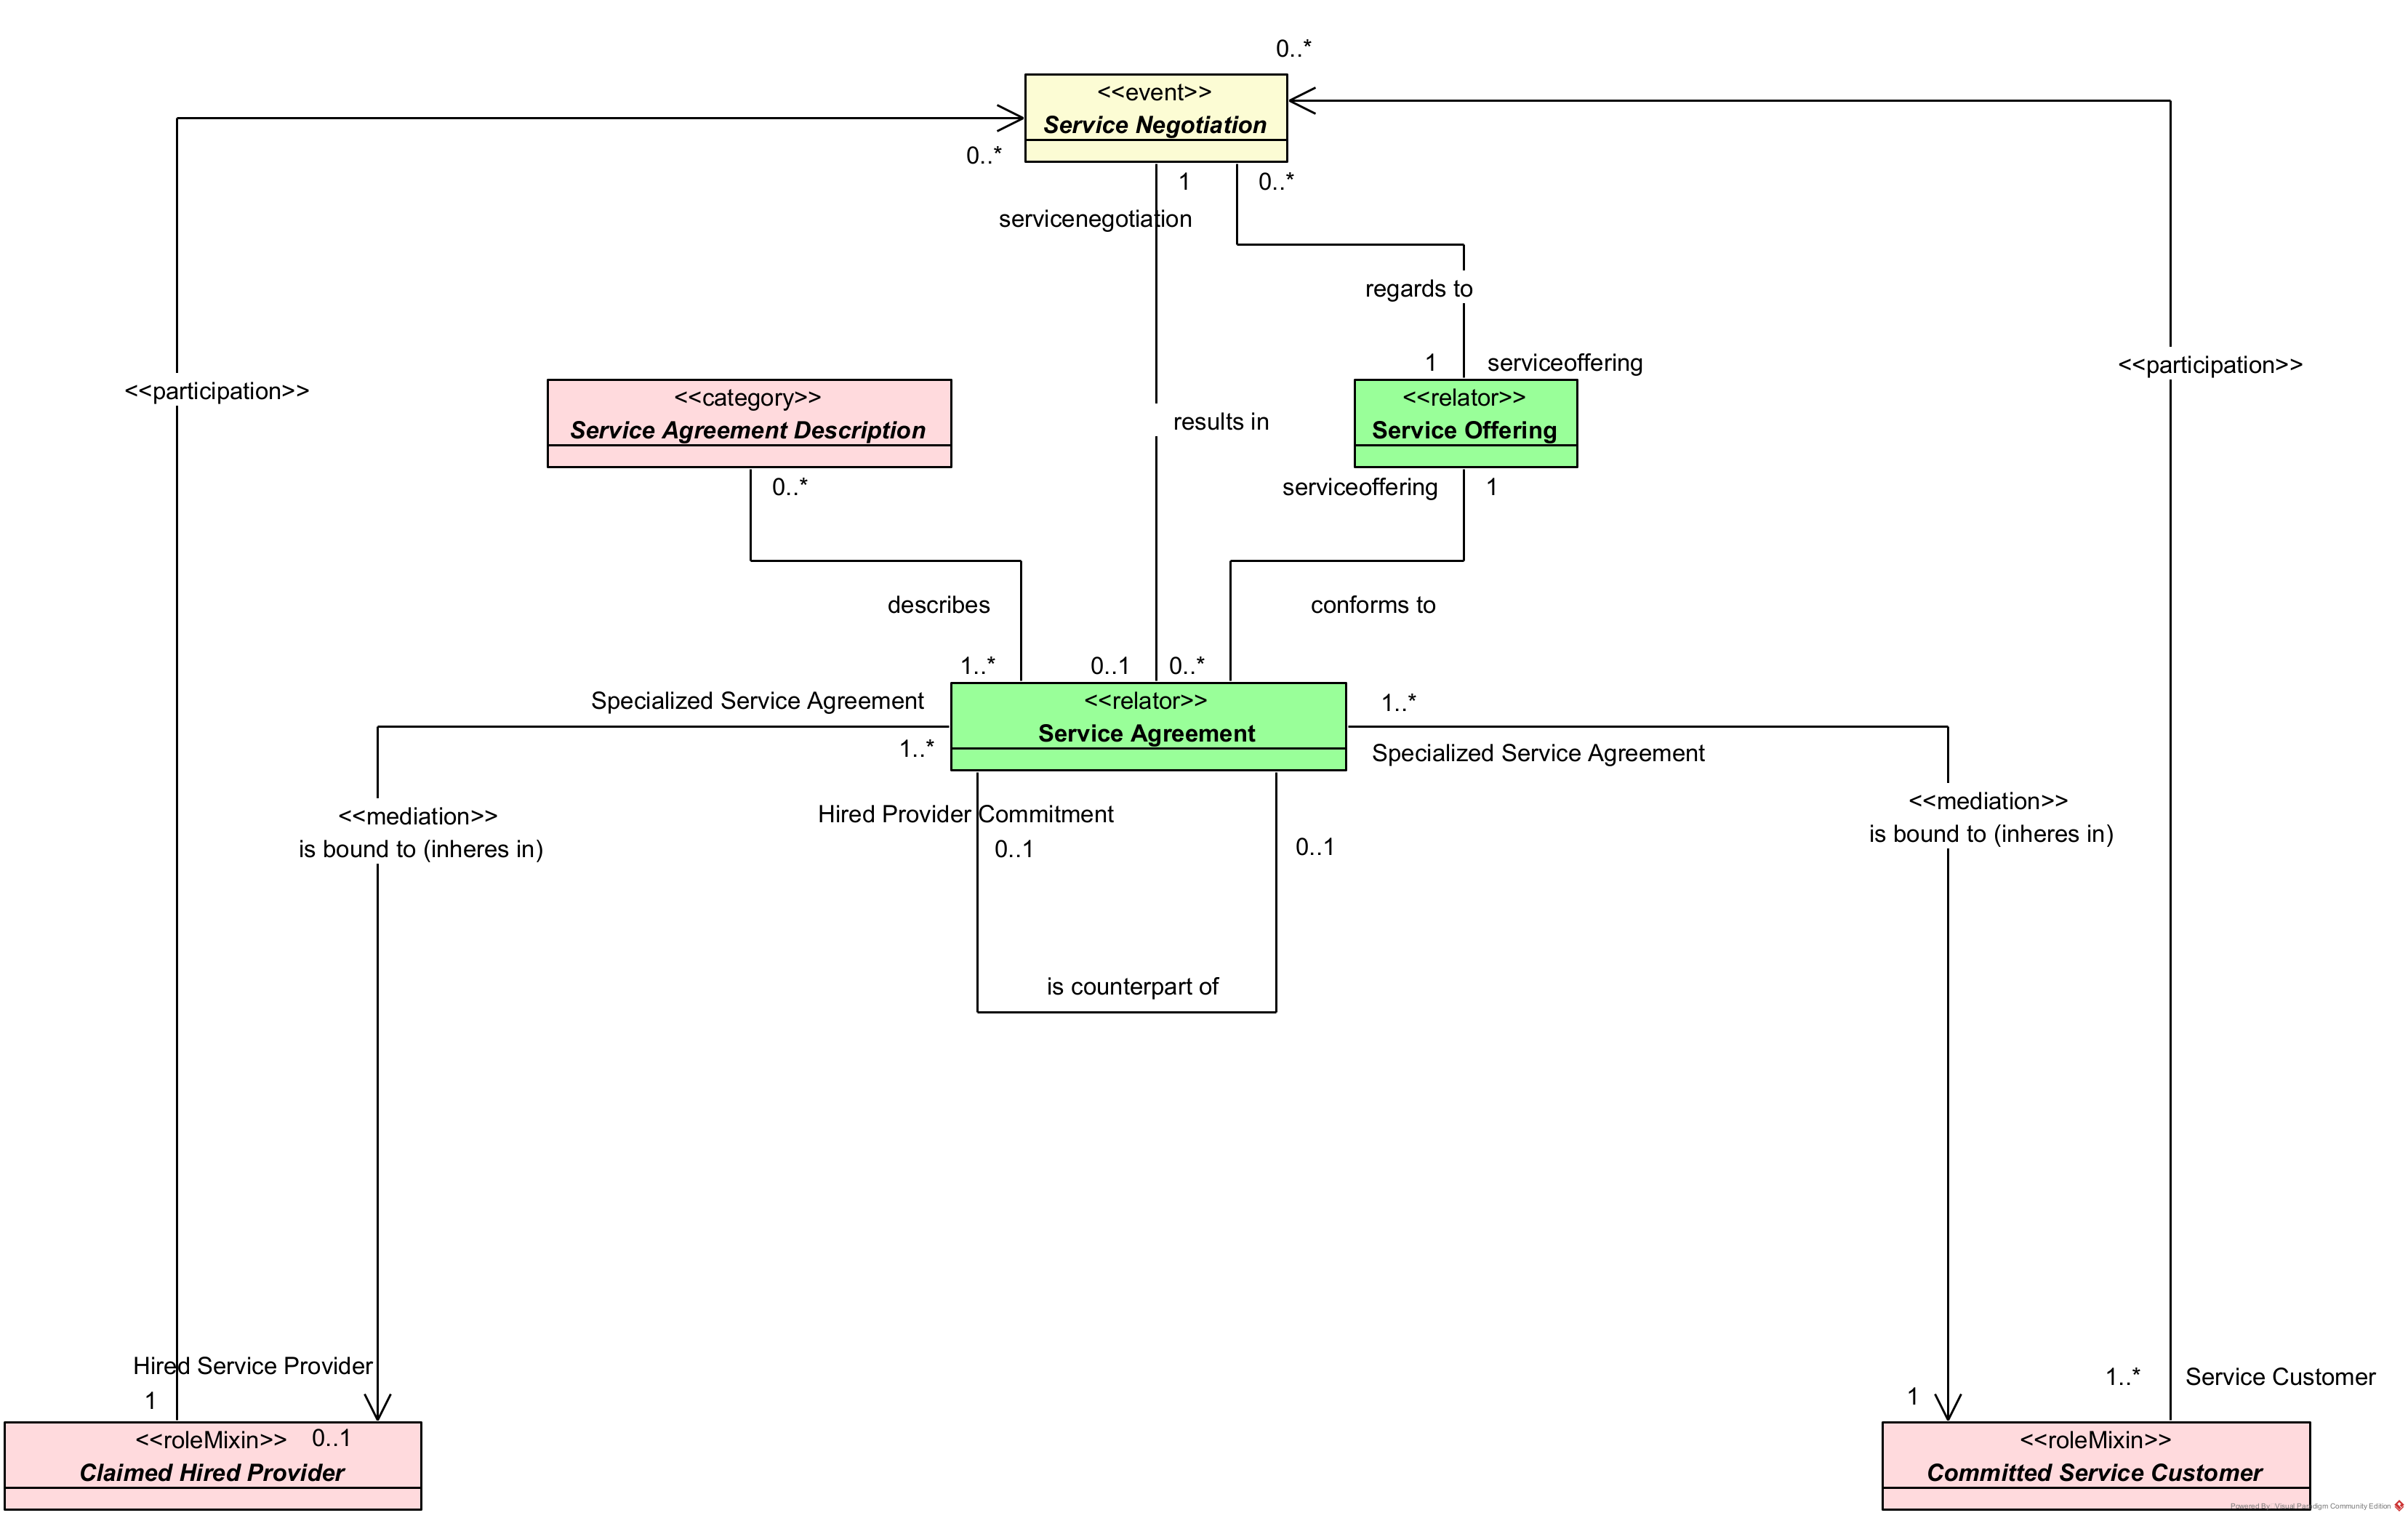 0..*
<<event>>
Service Negotiation
0..*
1
0..*
servicenegotiation
regards to
1
serviceoffering
<<participation>>
<<participation>>
<<category>>
Service Agreement Description
<<relator>>
Service Offering
results in
0..*
serviceoffering
1
describes
conforms to
1..*
0..1
0..*
Specialized Service Agreement
<<relator>>
Service Agreement
1..*
1..*
Specialized Service Agreement
<<mediation>>
is bound to (inheres in)
Hired Provider Commitment
0..1
0..1
<<mediation>>
is bound to (inheres in)
is counterpart of
Hired Service Provider
1
1
1..*
Service Customer
<<roleMixin>>
0..1
Claimed Hired Provider
<<roleMixin>>
Committed Service Customer
Powered By: Visual Paradigm Community Edition